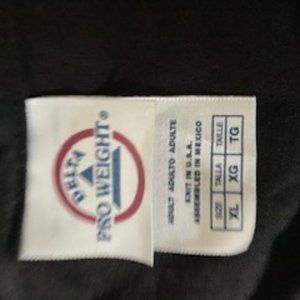 DELTA
PRO WEIGHT®
ADULT ADULTO ADULTE
KNIT IN U.S.A.
ASSEMBLED IN MEXICO
SIZE TALLA TAILLE
XL XG TG